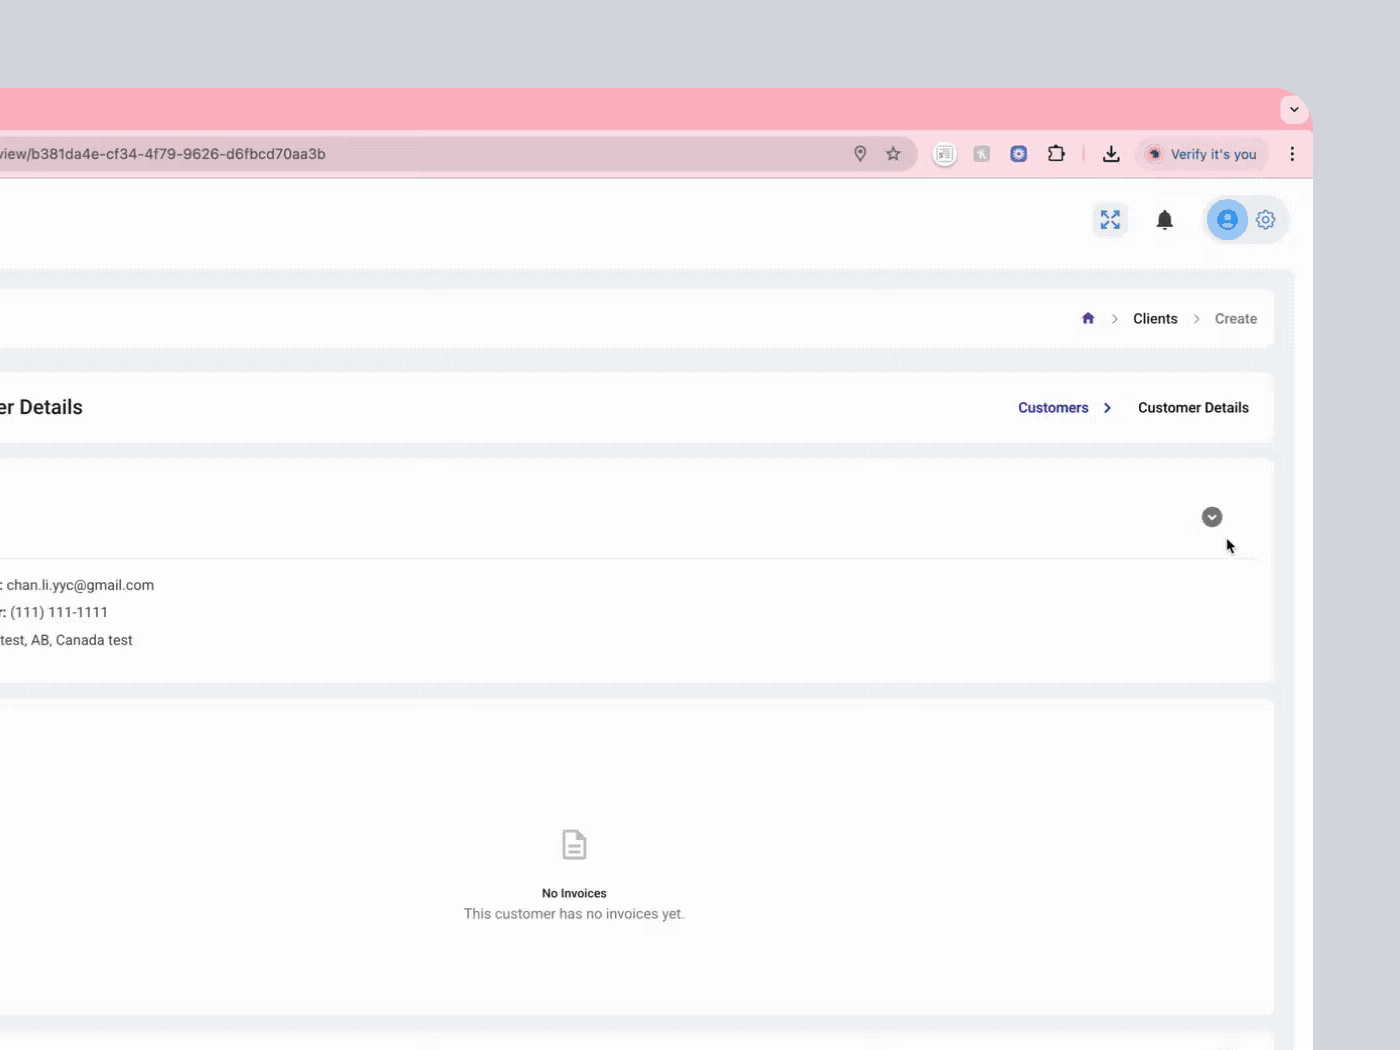 view/b381da4e-cf34-4f79-9626-d6fbcd70aa3b
Verify it's you
Clients
Create
er Details
Customers
Customer Details
: chan.li.yyc@gmail.com
r: (111) 111-1111
test, AB, Canada test
No Invoices
This customer has no invoices yet.